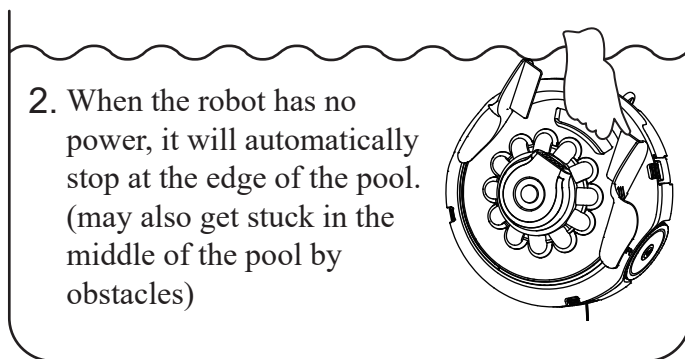 2. When the robot has no
power, it will automatically
stop at the edge of the pool.
(may also get stuck in the
middle of the pool by
obstacles)